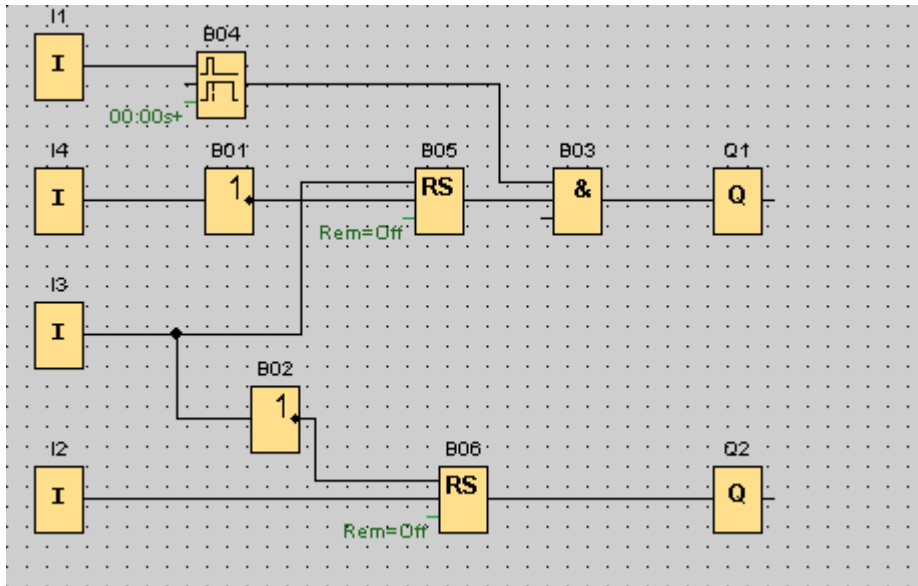 I1
I
B04
00:00s+
I4
I
B01
1
B05
RS
Rem=Off
B03
&
Q1
Q
I3
I
B02
1
I2
I
B06
RS
Rem=Off
Q2
Q